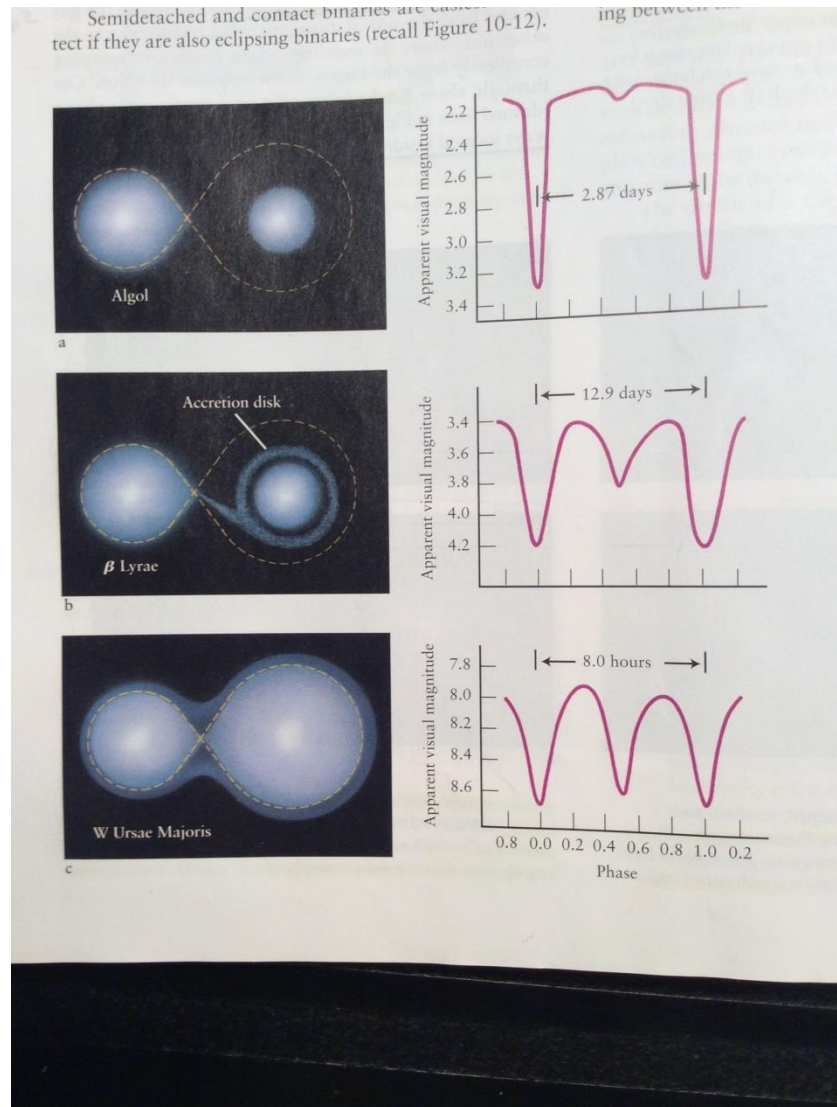 Semidetached and contact binaries are
tect if they are also eclipsing binaries (recall Figure 10-12).
ing between
Algol
a
Apparent visual magnitude
2.2
2.4
2.6
2.8
3.0
3.2
3.4
2.87 days
Accretion disk
β Lyrae
b
Apparent visual magnitude
3.4
3.6
3.8
4.0
4.2
12.9 days
W Ursae Majoris
c
Apparent visual magnitude
7.8
8.0
8.2
8.4
8.6
8.0 hours
0.8 0.0 0.2 0.4 0.6 0.8 1.0 0.2
Phase